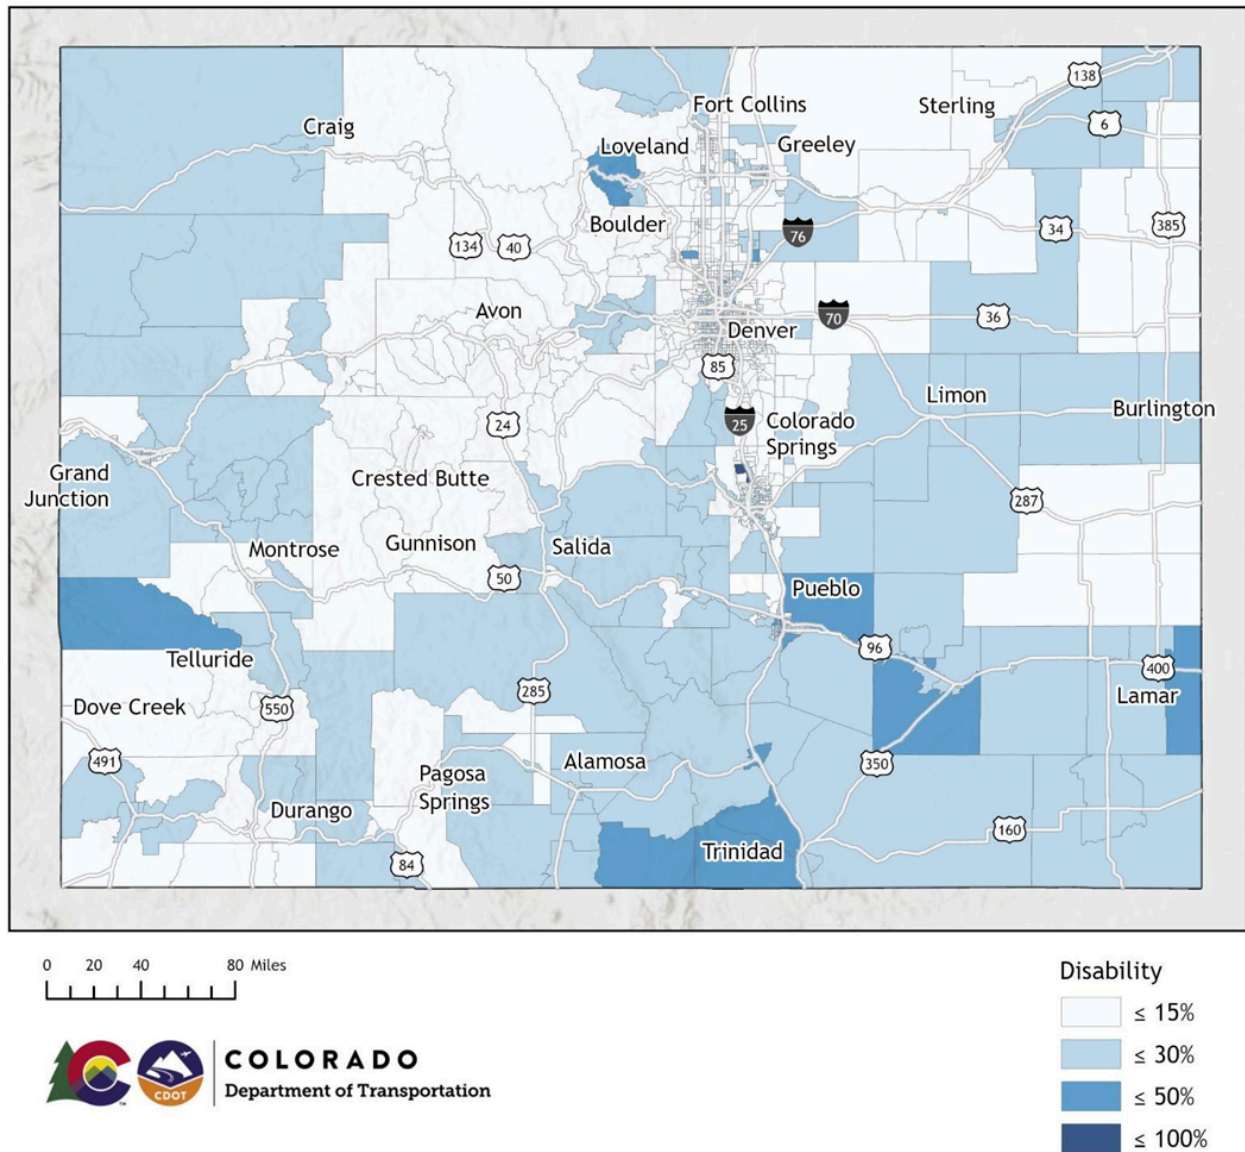 138
Fort Collins
Sterling
6
Craig
Loveland
Greeley
Boulder
76
34
385
134
40
Avon
70
36
Denver
85
Limon
Burlington
24
25
Colorado
Springs
Grand
Junction
Crested Butte
287
Montrose
Gunnison
Salida
50
Pueblo
96
Telluride
400
285
Lamar
Dove Creek
550
491
Pagosa
Springs
Alamosa
350
Durango
160
Trinidad
84
0 20 40 80 Miles
Disability
≤ 15%
≤ 30%
≤ 50%
≤ 100%
CDOT
TM
COLORADO
Department of Transportation